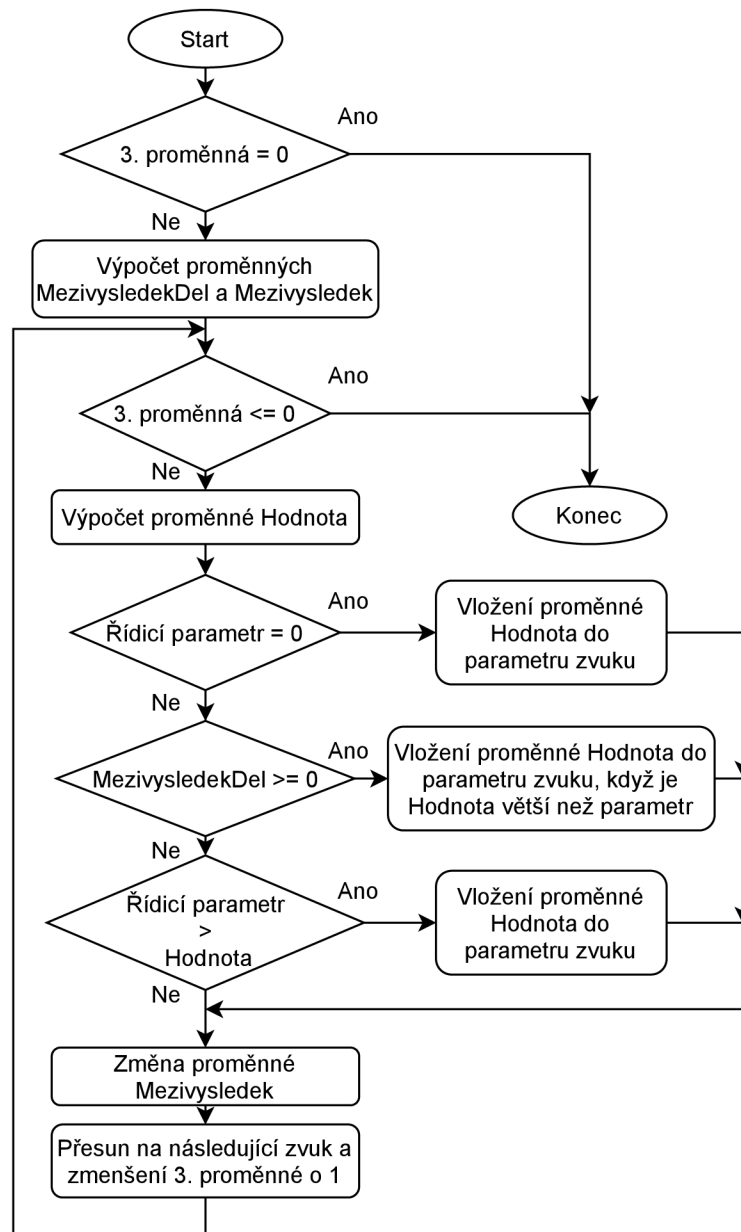 Start
Ano
3. proměnná = 0
Ne
Výpočet proměnných
MezivysledekDel a Mezivysledek
Ano
3. proměnná <= 0
Ne
Výpočet proměnné Hodnota
Konec
Ano
Řídicí parametr = 0
Vložení proměnné
Hodnota do
parametru zvuku
Ne
Ano
MezivysledekDel >= 0
Vložení proměnné Hodnota do
parametru zvuku, když je
Hodnota větší než parametr
Ne
Ano
Řídicí parametr
>
Hodnota
Vložení proměnné
Hodnota do
parametru zvuku
Ne
Změna proměnné
Mezivysledek
Přesun na následující zvuk a
zmenšení 3. proměnné o 1